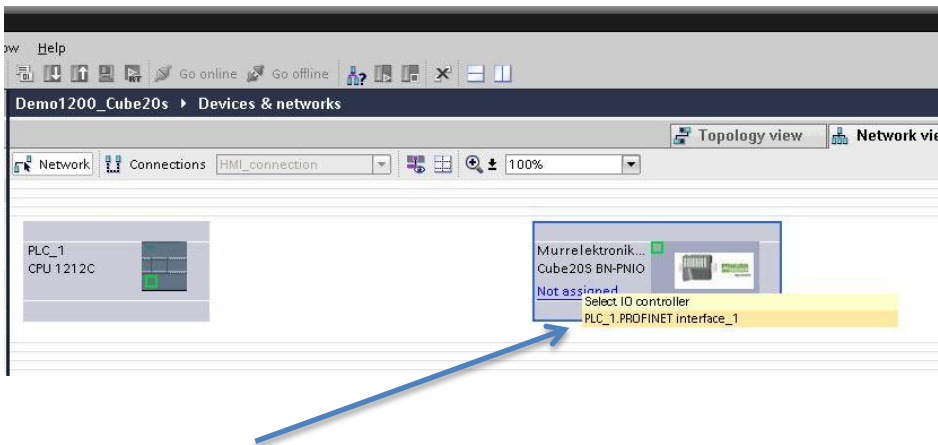 ow Help
Go online Go offline
Demo1200_Cube20s ▸ Devices & networks
Topology view Network vie
Network Connections HMI_connection 100%
PLC_1
CPU 1212C
Murrelektronik...
Cube20S BN-PNIO
Not assigned
Select IO controller
PLC_1.PROFINET interface_1